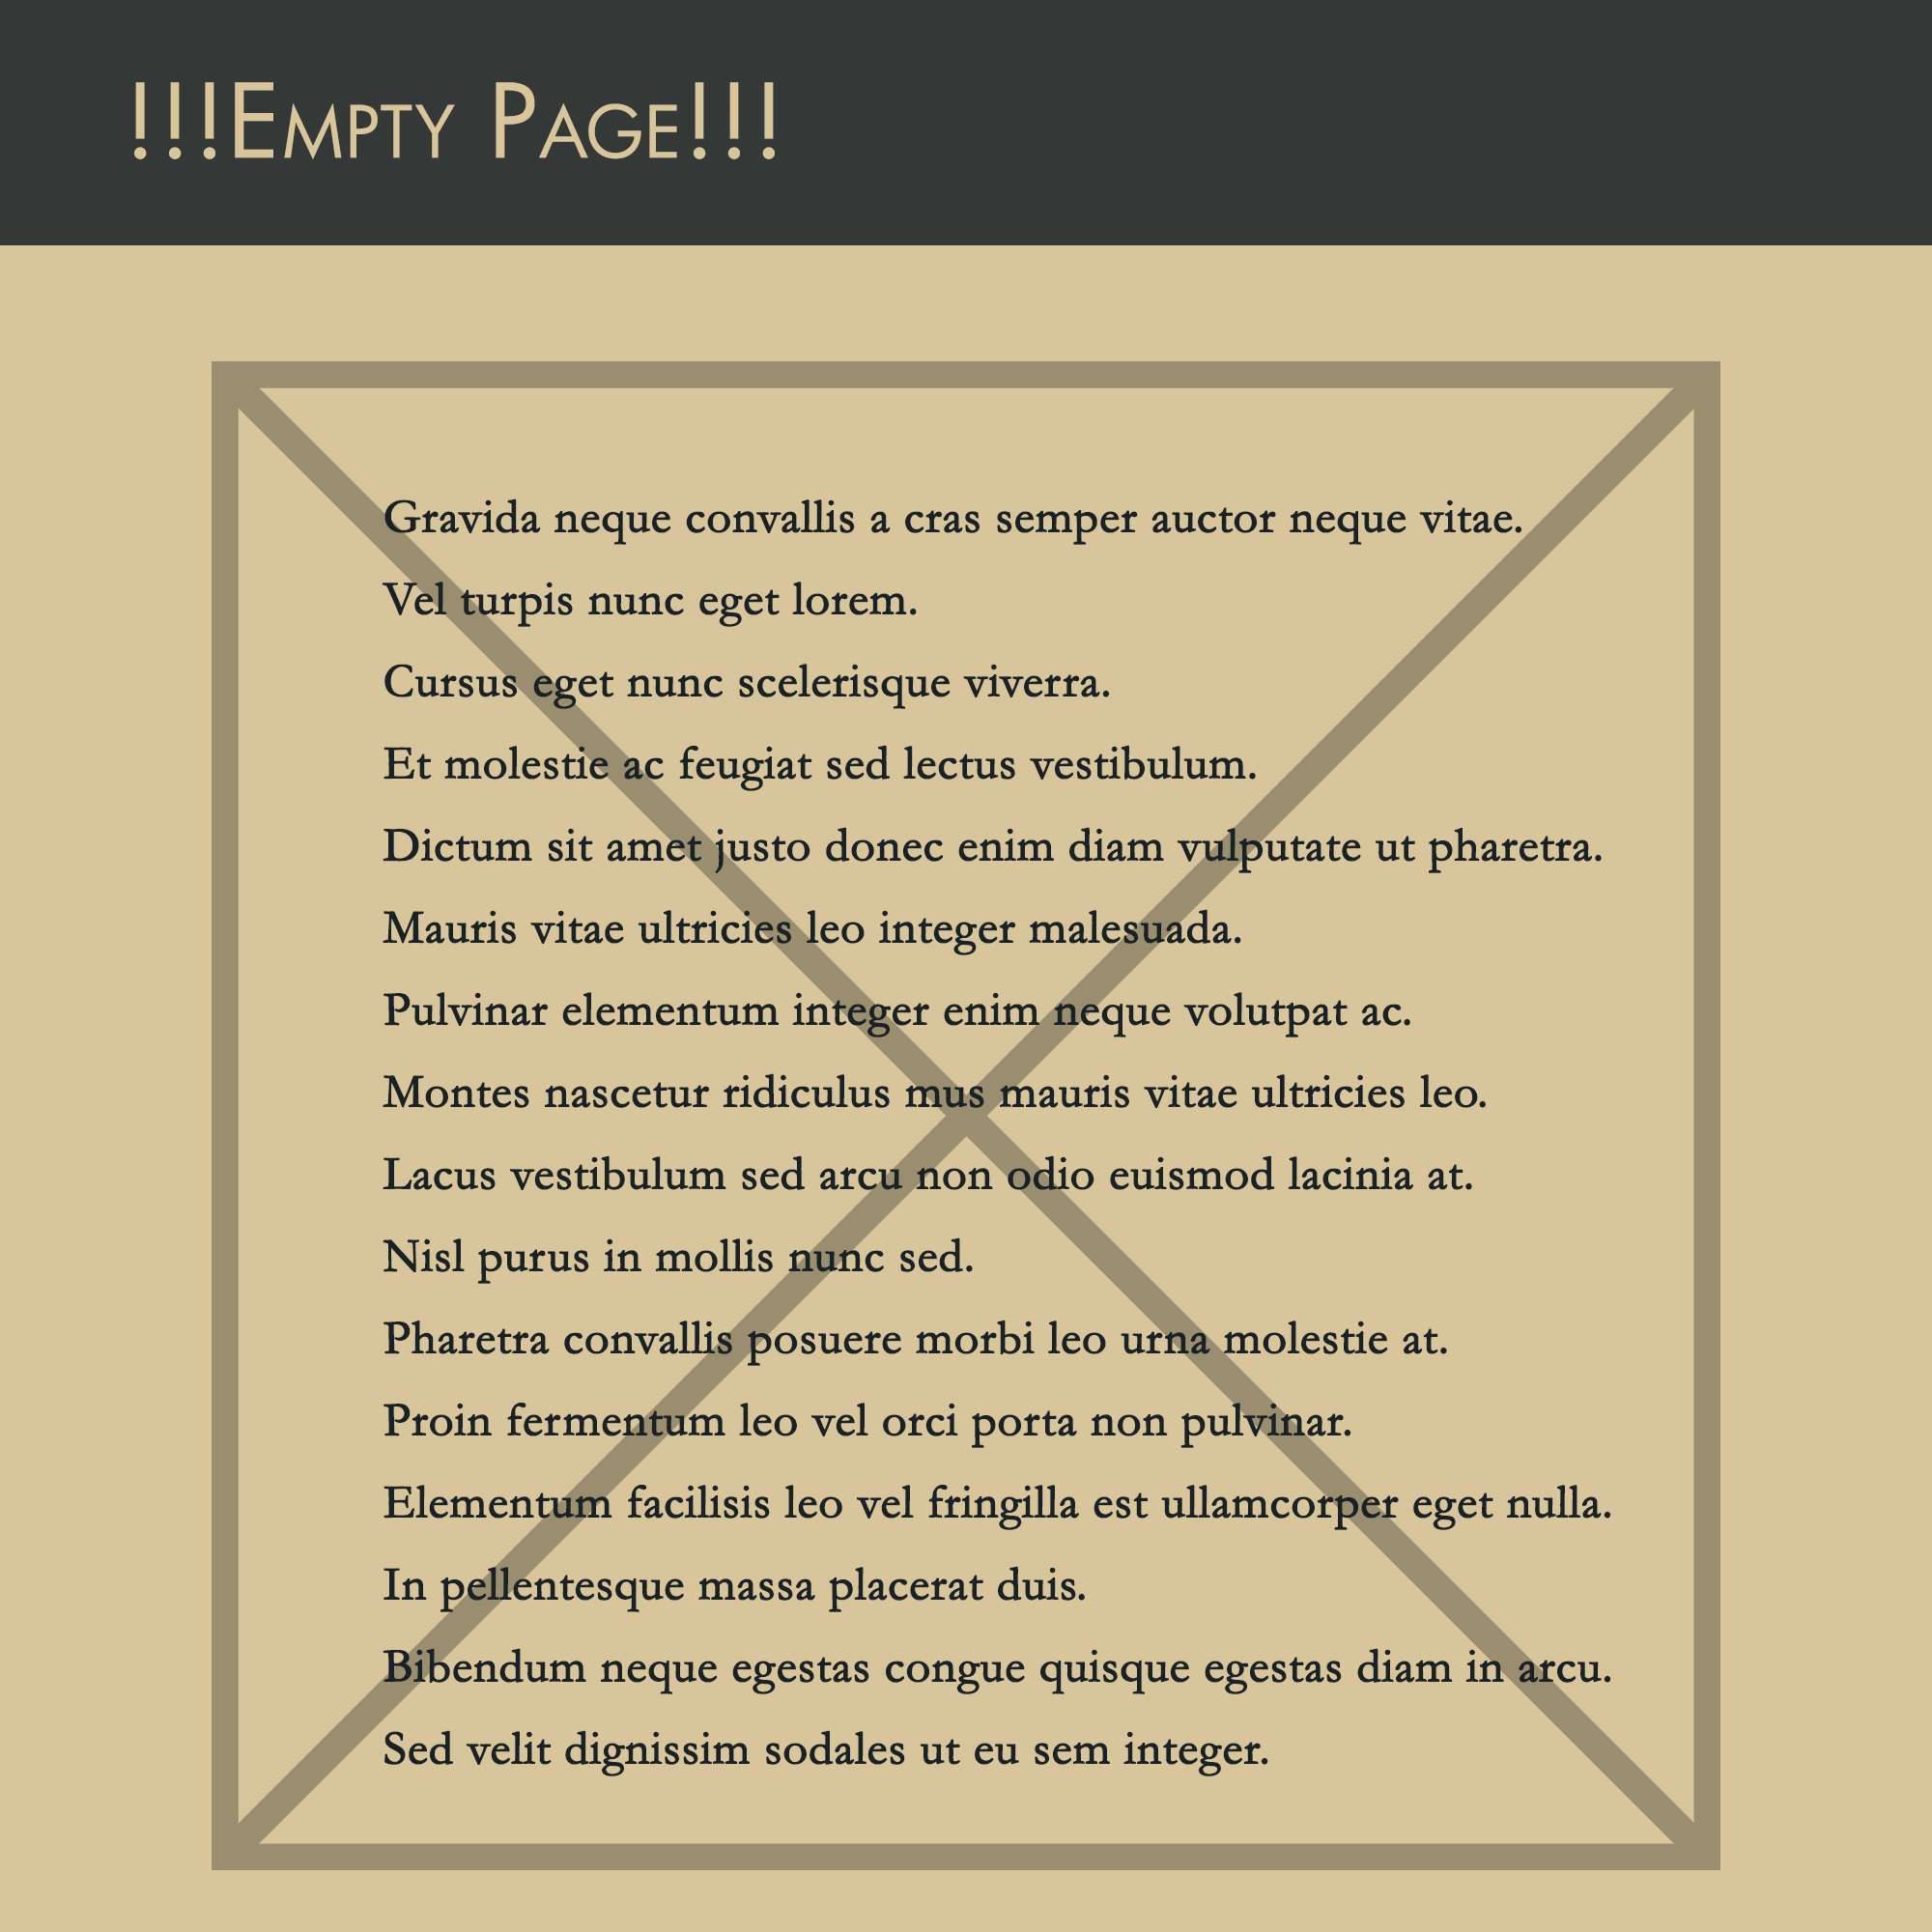 !!!Empty Page!!!
Gravida neque convallis a cras semper auctor neque vitae.
Vel turpis nunc eget lorem.
Cursus eget nunc scelerisque viverra.
Et molestie ac feugiat sed lectus vestibulum.
Dictum sit amet justo donec enim diam vulputate ut pharetra.
Mauris vitae ultricies leo integer malesuada.
Pulvinar elementum integer enim neque volutpat ac.
Montes nascetur ridiculus mus mauris vitae ultricies leo.
Lacus vestibulum sed arcu non odio euismod lacinia at.
Nisl purus in mollis nunc sed.
Pharetra convallis posuere morbi leo urna molestie at.
Proin fermentum leo vel orci porta non pulvinar.
Elementum facilisis leo vel fringilla est ullamcorper eget nulla.
In pellentesque massa placerat duis.
Bibendum neque egestas congue quisque egestas diam in arcu.
Sed velit dignissim sodales ut eu sem integer.